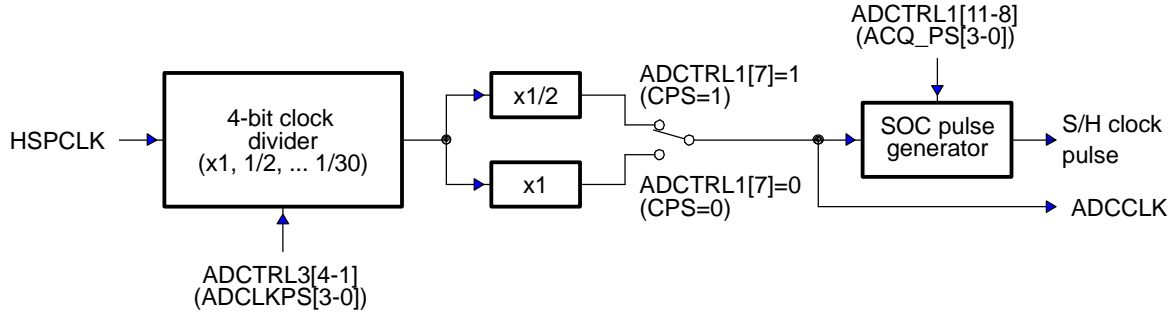 ADCTRL1[11-8]
(ACQ_PS[3-0])
ADCTRL1[7]=1
(CPS=1)
x1/2
4-bit clock
divider
(x1, 1/2, ... 1/30)
HSPCLK
SOC pulse
generator
S/H clock
pulse
x1
ADCTRL1[7]=0
(CPS=0)
ADCCLK
ADCTRL3[4-1]
(ADCLKPS[3-0])